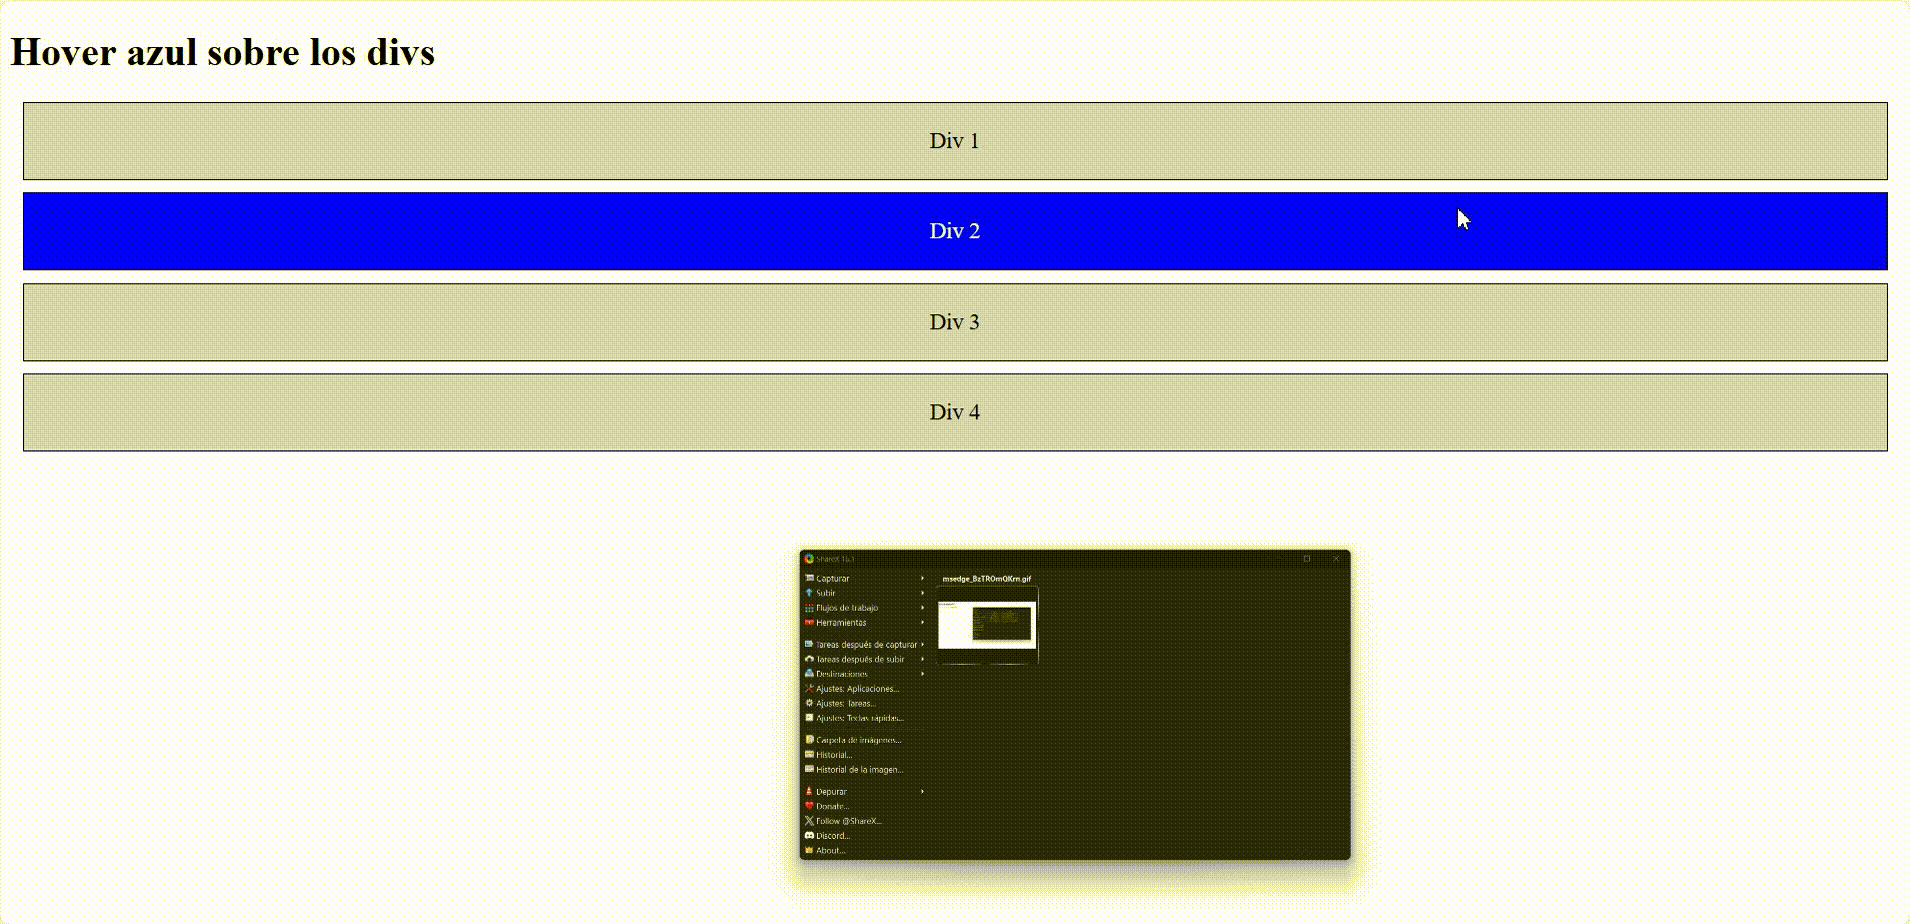 Hover azul sobre los divs
Div 1
Div 2
Div 3
Div 4
ShareX 16.1
Capturar
msedge_BzTROmQKrn.gif
Subir
Flujos de trabajo
Herramientas
Tareas después de capturar
Tareas después de subir
Destinaciones
Ajustes: Aplicaciones...
Ajustes: Tareas...
Ajustes: Teclas rápidas...
Carpeta de imágenes...
Historial...
Historial de la imagen...
Depurar
Donate...
Follow @ShareX...
Discord...
About...